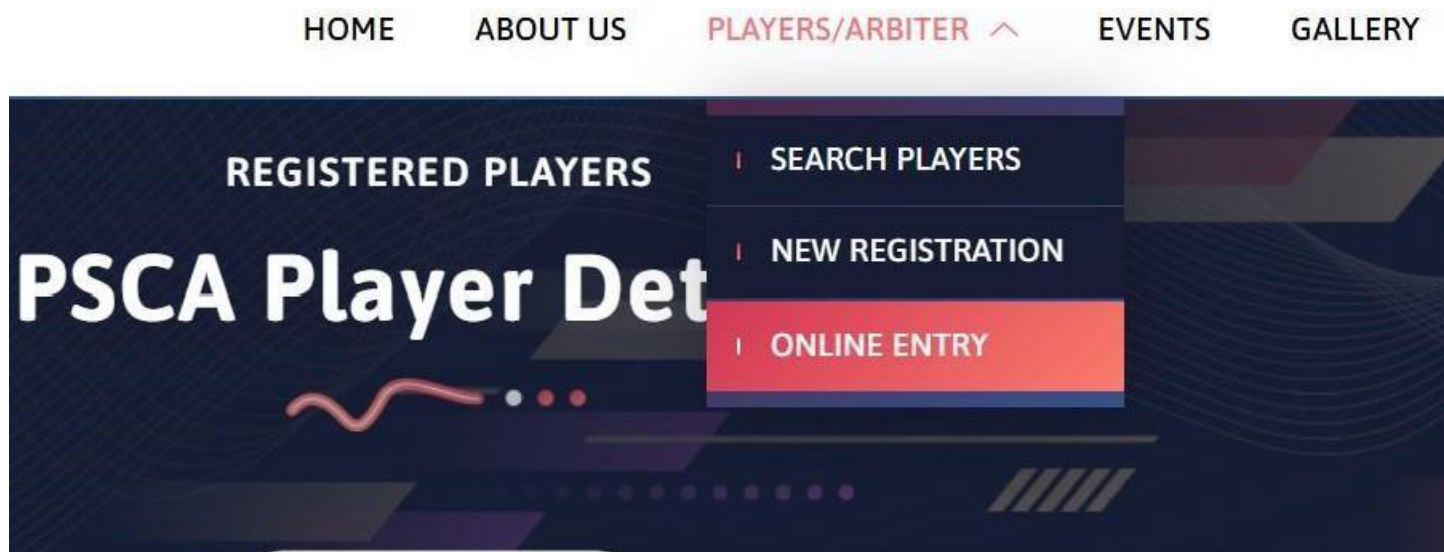 HOME ABOUT US PLAYERS/ARBITER EVENTS GALLERY
REGISTERED PLAYERS
PSCA Player Det
SEARCH PLAYERS
NEW REGISTRATION
ONLINE ENTRY